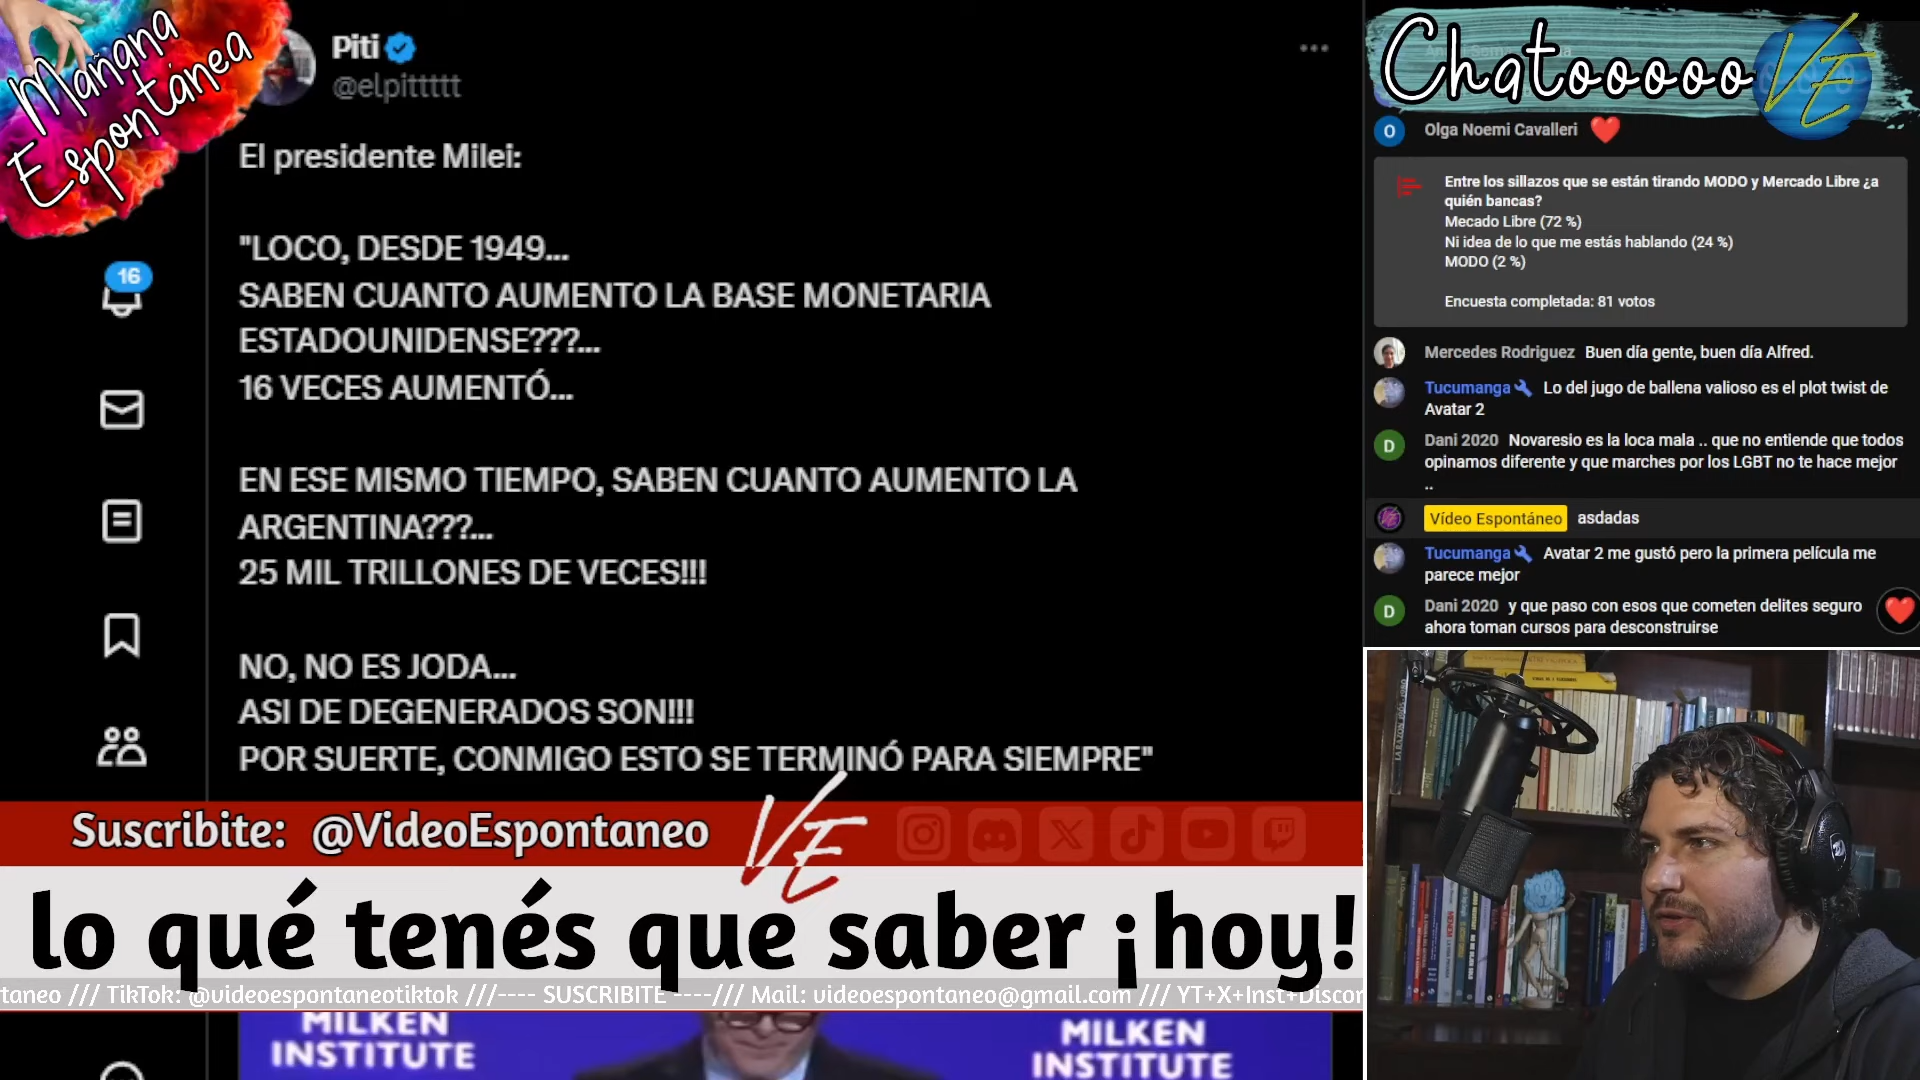 Mañana
Espontánea
Piti
@elpittttt
El presidente Milei:
"LOCO, DESDE 1949...
SABEN CUANTO AUMENTO LA BASE MONETARIA
ESTADOUNIDENSE???...
16 VECES AUMENTÓ...
EN ESE MISMO TIEMPO, SABEN CUANTO AUMENTO LA
ARGENTINA???...
25 MIL TRILLONES DE VECES!!!
NO, NO ES JODA...
ASI DE DEGENERADOS SON!!!
POR SUERTE, CONMIGO ESTO SE TERMINÓ PARA SIEMPRE"
16
Suscribite: @VideoEspontaneo
VE
lo qué tenés que saber ¡hoy!
taneo /// TikTok: @videoespontaneotiktok ///---- SUSCRIBITE ----/// Mail: videoespontaneo@gmail.com /// YT+X+Inst+Discor
MILKEN
INSTITUTE
MILKEN
INSTITUTE
Chatooooo
VE
O
Olga Noemi Cavalleri
Entre los sillazos que se están tirando MODO y Mercado Libre ¿a
quién bancas?
Mecado Libre (72 %)
Ni idea de lo que me estás hablando (24 %)
MODO (2 %)
Encuesta completada: 81 votos
Mercedes Rodriguez Buen día gente, buen día Alfred.
Tucumanga Lo del jugo de ballena valioso es el plot twist de
Avatar 2
D
Dani 2020 Novaresio es la loca mala .. que no entiende que todos
opinamos diferente y que marches por los LGBT no te hace mejor
..
Vídeo Espontáneo asdadas
Tucumanga Avatar 2 me gustó pero la primera película me
parece mejor
D
Dani 2020 y que paso con esos que cometen delites seguro
ahora toman cursos para desconstruirse